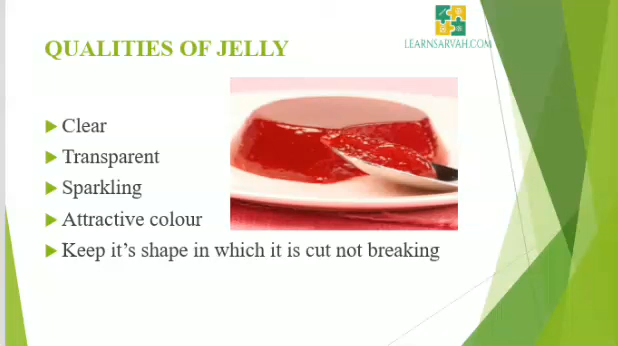 LEARNSARVAH.COM
QUALITIES OF JELLY
Clear
Transparent
Sparkling
Attractive colour
Keep it’s shape in which it is cut not breaking